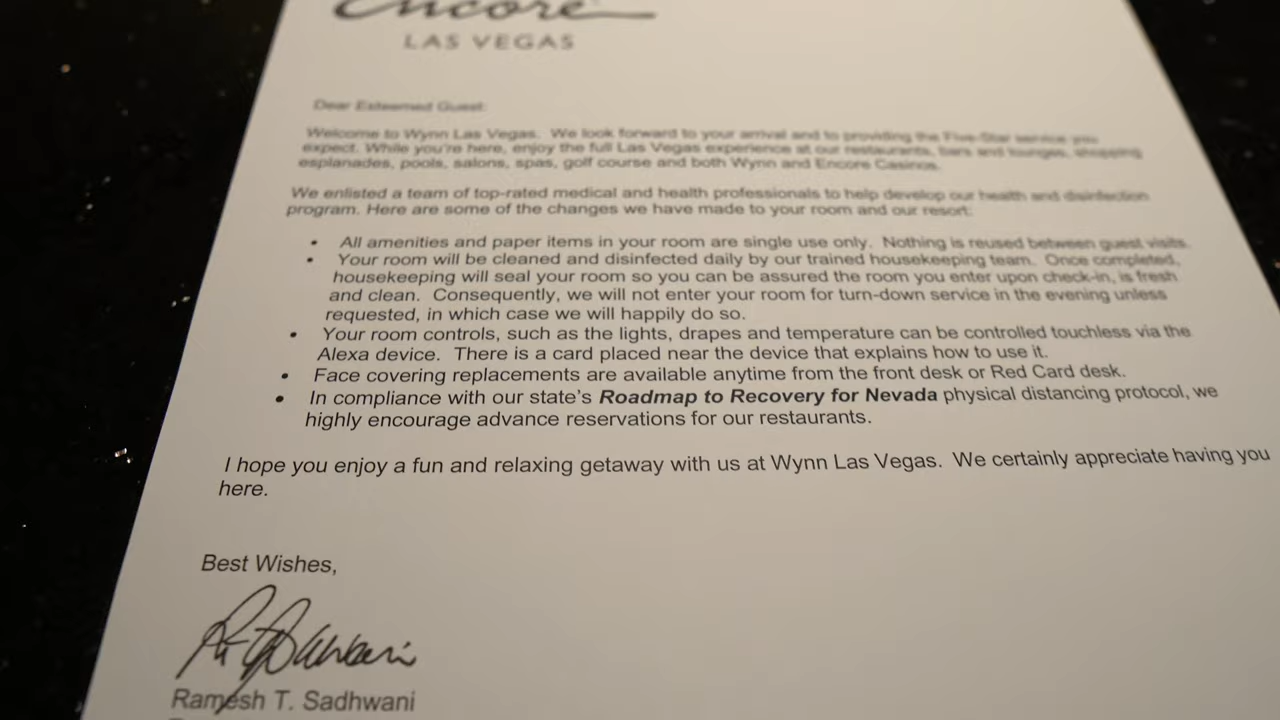 Encore
LAS VEGAS
Dear Esteemed Guest:
Welcome to Wynn Las Vegas. We look forward to your arrival and to providing the Five-Star service you
expect. While you're here, enjoy the full Las Vegas experience at our restaurants, bars and lounges, shopping
esplanades, pools, salons, spas, golf course and both Wynn and Encore Casinos.
We enlisted a team of top-rated medical and health professionals to help develop our health and disinfection
program. Here are some of the changes we have made to your room and our resort:
• All amenities and paper items in your room are single use only. Nothing is reused between guest visits.
• Your room will be cleaned and disinfected daily by our trained housekeeping team. Once completed,
housekeeping will seal your room so you can be assured the room you enter upon check-in, is fresh
and clean. Consequently, we will not enter your room for turn-down service in the evening unless
requested, in which case we will happily do so.
• Your room controls, such as the lights, drapes and temperature can be controlled touchless via the
Alexa device. There is a card placed near the device that explains how to use it.
• Face covering replacements are available anytime from the front desk or Red Card desk.
• In compliance with our state's Roadmap to Recovery for Nevada physical distancing protocol, we
highly encourage advance reservations for our restaurants.
I hope you enjoy a fun and relaxing getaway with us at Wynn Las Vegas. We certainly appreciate having you
here.
Best Wishes,
Ramesh T. Sadhwani